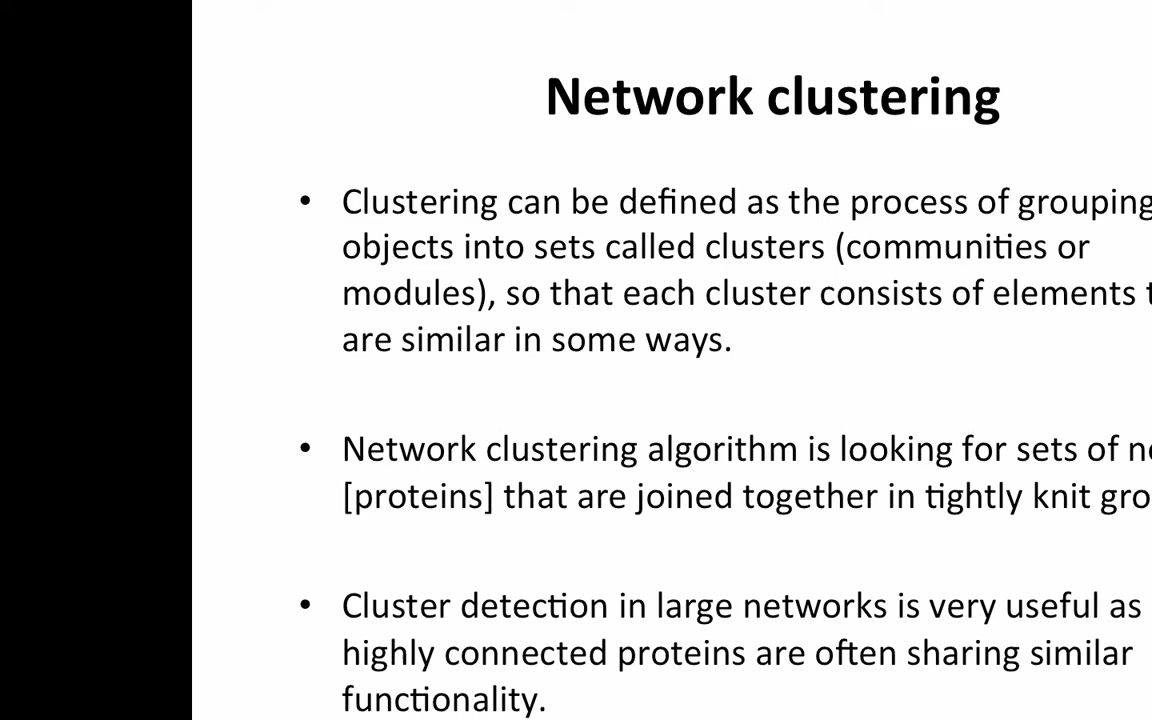 Network clustering
• Clustering can be defined as the process of grouping
objects into sets called clusters (communities or
modules), so that each cluster consists of elements
are similar in some ways.
• Network clustering algorithm is looking for sets of
[proteins] that are joined together in tightly knit
• Cluster detection in large networks is very useful as
highly connected proteins are often sharing similar
functionality.